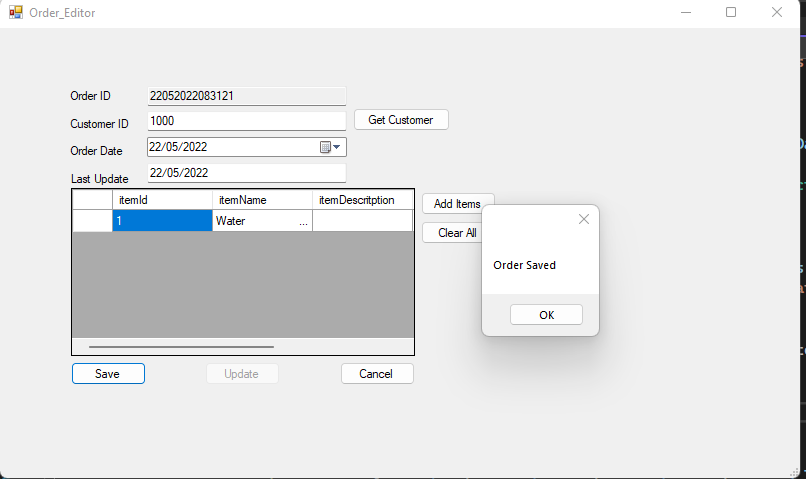 Order_Editor
Order ID 22052022083121
Customer ID 1000 Get Customer
Order Date 22/05/2022
Last Update 22/05/2022
itemId itemName itemDescritption Add Items
1 Water ...
Clear All
Order Saved
OK
Save Update Cancel